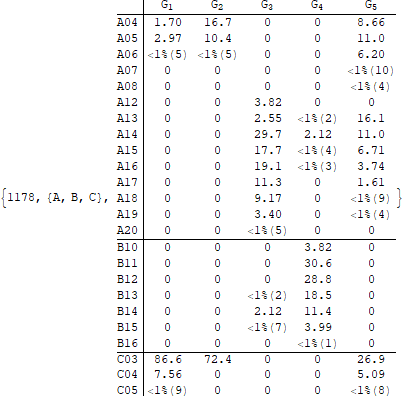 G1 G2 G3 G4 G5
A04 1.70 16.7 0 0 8.66
A05 2.97 10.4 0 0 11.0
A06 <1%(5) <1%(5) 0 0 6.20
A07 0 0 0 0 <1%(10)
A08 0 0 0 0 <1%(4)
A12 0 0 3.82 0 0
A13 0 0 2.55 <1%(2) 16.1
A14 0 0 29.7 2.12 11.0
A15 0 0 17.7 <1%(4) 6.71
A16 0 0 19.1 <1%(3) 3.74
A17 0 0 11.3 0 1.61
{1178, {A, B, C}, A18 0 0 9.17 0 <1%(9) }
A19 0 0 3.40 0 <1%(4)
A20 0 0 <1%(5) 0 0
B10 0 0 0 3.82 0
B11 0 0 0 30.6 0
B12 0 0 0 28.8 0
B13 0 0 <1%(2) 18.5 0
B14 0 0 2.12 11.4 0
B15 0 0 <1%(7) 3.99 0
B16 0 0 0 <1%(1) 0
C03 86.6 72.4 0 0 26.9
C04 7.56 0 0 0 5.09
C05 <1%(9) 0 0 0 <1%(8)